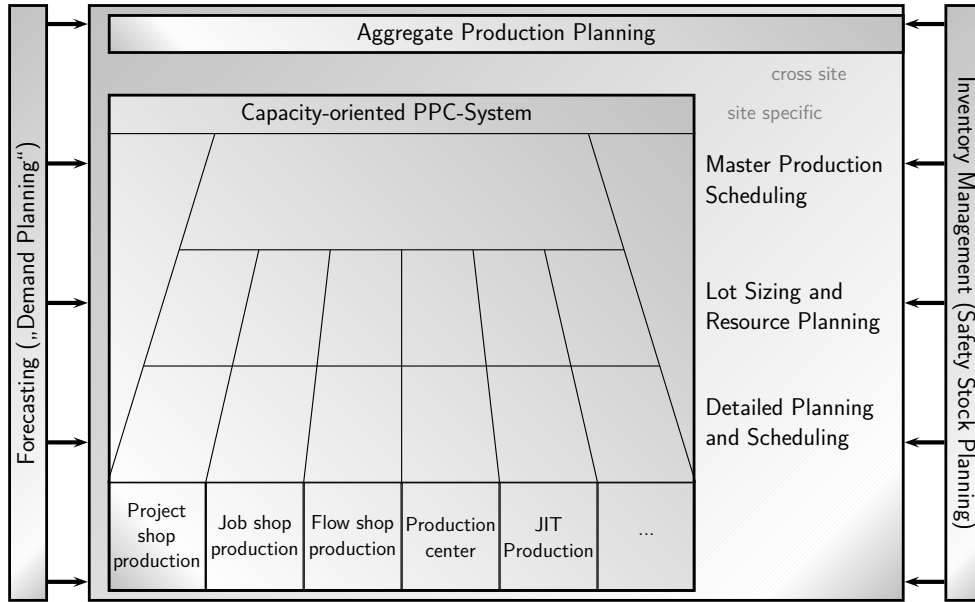 Aggregate Production Planning
cross site
site specific
Capacity-oriented PPC-System
Master Production
Scheduling
Lot Sizing and
Resource Planning
Detailed Planning
and Scheduling
Project
shop
production
Job shop
production
Flow shop
production
Production
center
JIT
Production
...
Forecasting („Demand Planning“)
Inventory Management (Safety Stock Planning)